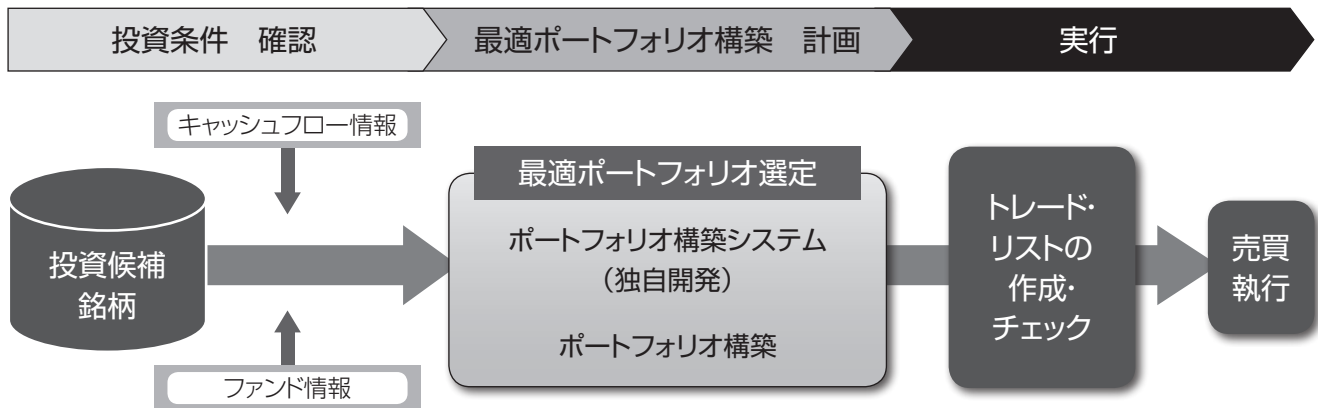 投資条件　確認
最適ポートフォリオ構築　計画
実行
キャッシュフロー情報
投資候補
銘柄
ファンド情報
最適ポートフォリオ選定
ポートフォリオ構築システム
（独自開発）
ポートフォリオ構築
トレード・
リストの
作成・
チェック
売買
執行